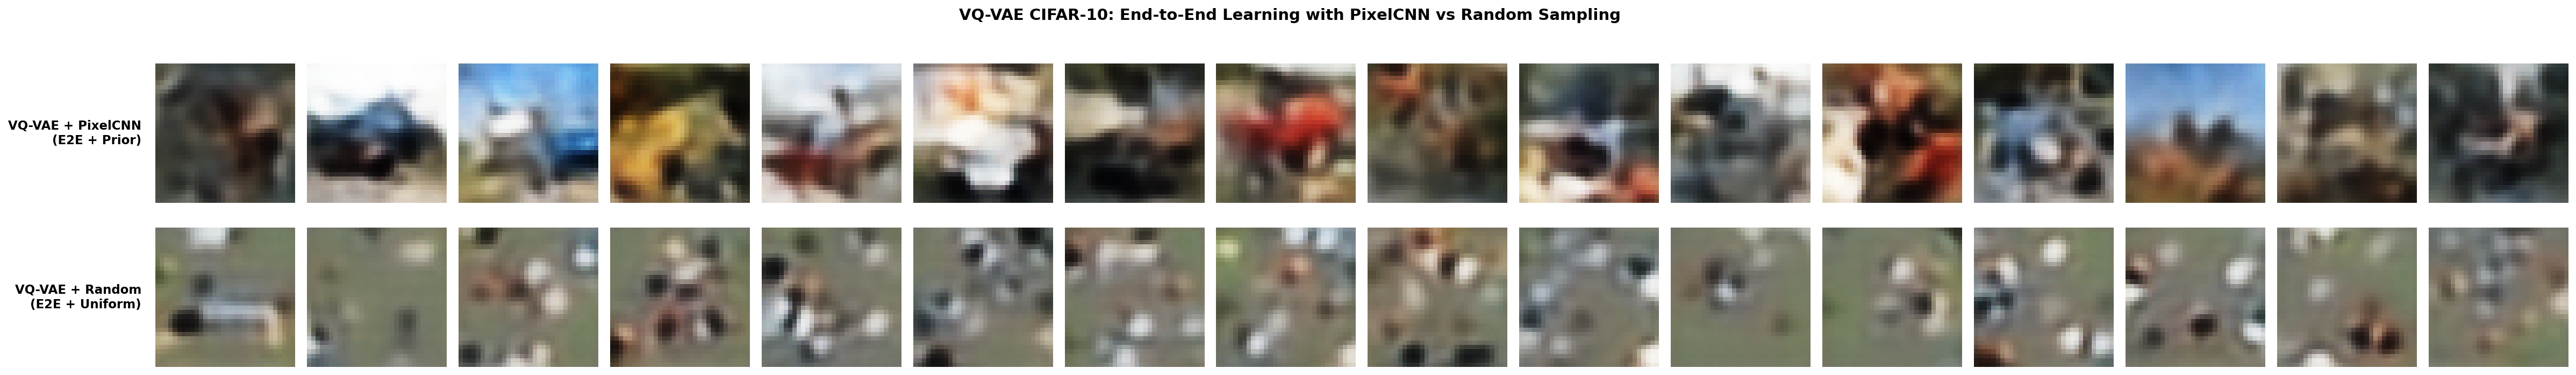 VQ-VAE CIFAR-10: End-to-End Learning with PixelCNN vs Random Sampling
VQ-VAE + PixelCNN
(E2E + Prior)
VQ-VAE + Random
(E2E + Uniform)